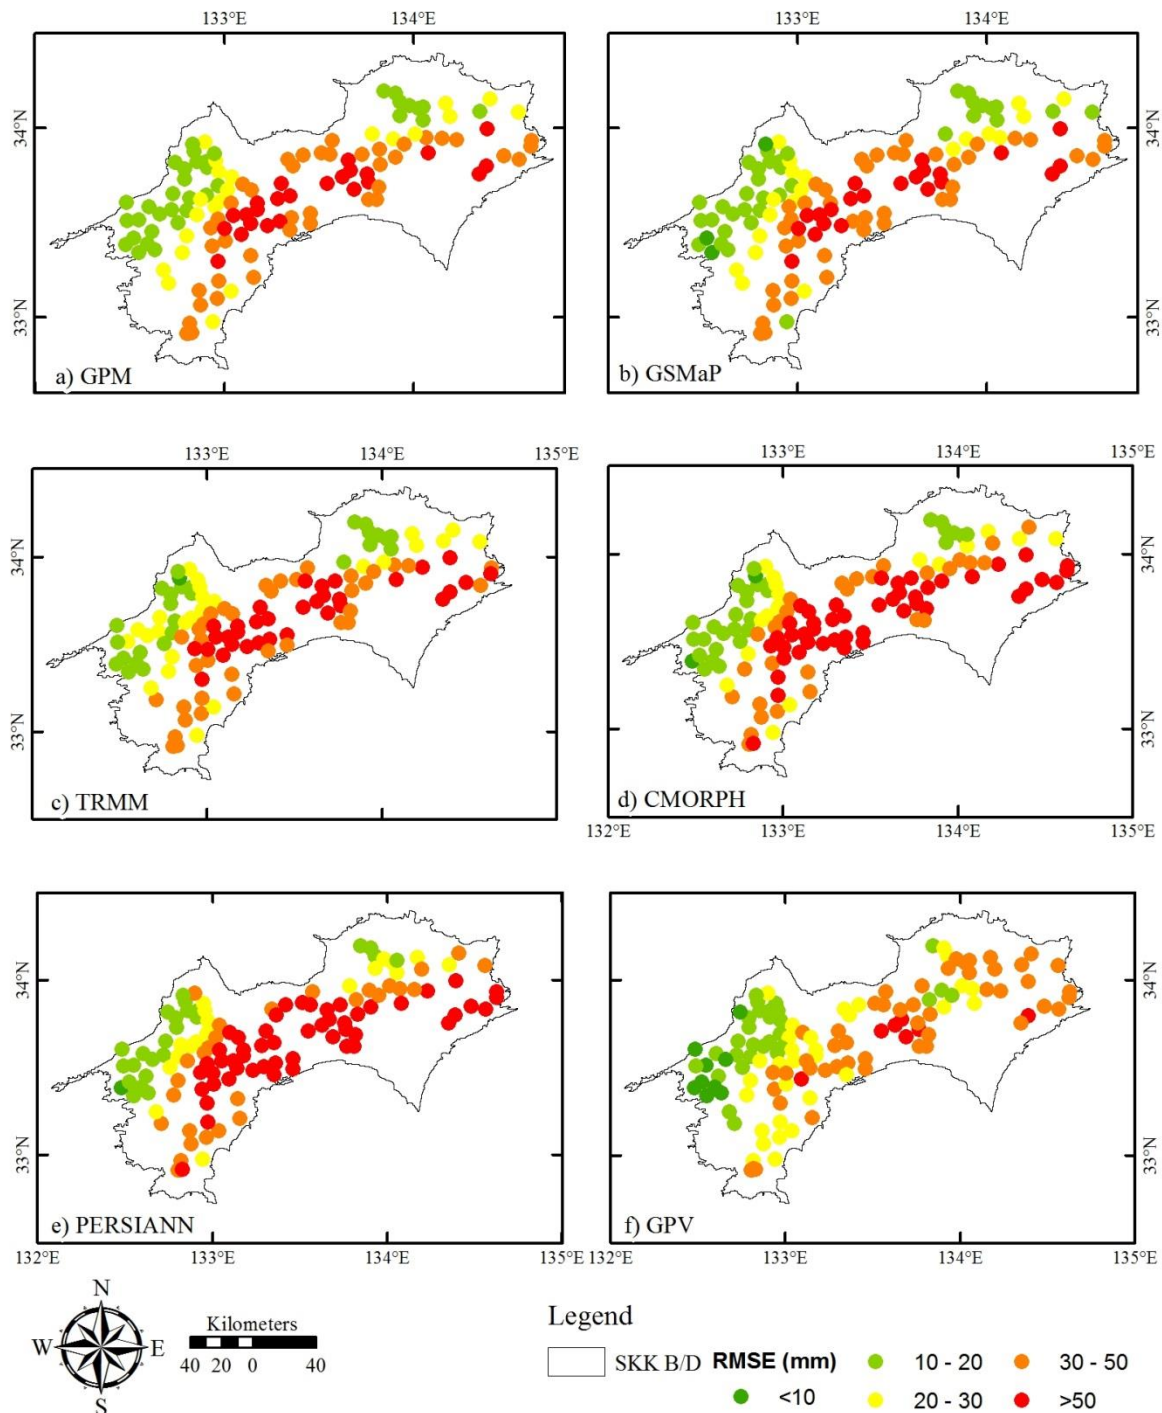 133°E 134°E 133°E 134°E
34°N
33°N
a) GPM b) GSMaP
34°N
33°N
133°E 134°E 135°E 133°E 134°E 135°E
34°N
33°N
c) TRMM d) CMORPH
34°N
33°N
132°E 133°E 134°E 135°E
34°N
33°N
e) PERSIANN f) GPV
34°N
33°N
132°E 133°E 134°E 135°E 133°E 134°E 135°E
N
W E
S
Kilometers
40 20 0 40
Legend
SKK B/D RMSE (mm) 10 - 20 30 - 50
<10 20 - 30 >50